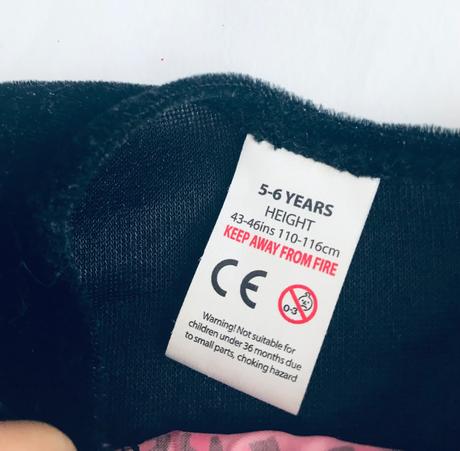 5-6 YEARS
HEIGHT
43-46ins 110-116cm
KEEP AWAY FROM FIRE
CE
0-3
Warning! Not suitable for
children under 36 months due
to small parts, choking hazard